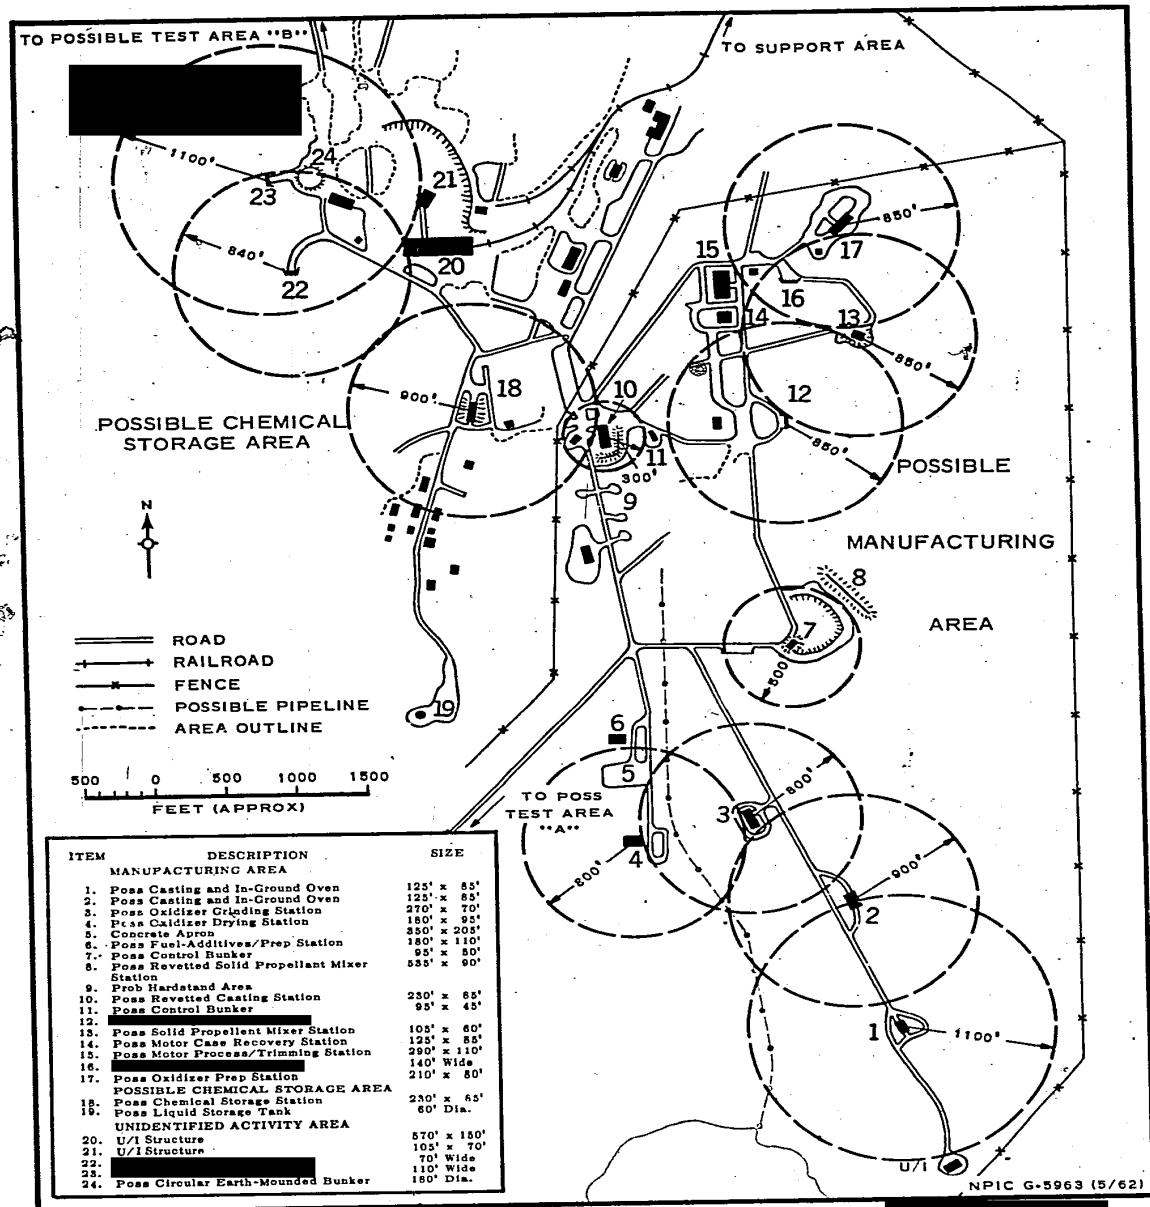 TO POSSIBLE TEST AREA "B"
TO SUPPORT AREA
1100'
24
23
21
840'
22
20
850'
17
15
16
14
13
850'
18
900'
10
12
POSSIBLE CHEMICAL
STORAGE AREA
11
300'
850'
POSSIBLE
9
N
MANUFACTURING
8
AREA
7
500
ROAD
RAILROAD
FENCE
POSSIBLE PIPELINE
AREA OUTLINE
19
6
5
500 0 500 1000 1500
FEET (APPROX)
TO POSS
TEST AREA
"A"
3
800'
4
800'
900'
2
1
1100'
U/I
ITEM DESCRIPTION SIZE
MANUFACTURING AREA
1. Poss Casting and In-Ground Oven 125' x 85'
2. Poss Casting and In-Ground Oven 125' x 85'
3. Poss Oxidizer Grinding Station 270' x 70'
4. Poss Oxidizer Drying Station 180' x 95'
5. Concrete Apron 350' x 205'
6. Poss Fuel-Additives/Prep Station 180' x 110'
7. Poss Control Bunker 95' x 50'
8. Poss Revetted Solid Propellant Mixer 535' x 90'
Station
9. Prob Hardstand Area
10. Poss Revetted Casting Station 230' x 65'
11. Poss Control Bunker 95' x 45'
12.
13. Poss Solid Propellent Mixer Station 105' x 60'
14. Poss Motor Case Recovery Station 125' x 85'
15. Poss Motor Process/Trimming Station 290' x 110'
16. 140' Wide
17. Poss Oxidizer Prep Station 210' x 80'
POSSIBLE CHEMICAL STORAGE AREA
18. Poss Chemical Storage Station 230' x 65'
19. Poss Liquid Storage Tank 60' Dia.
UNIDENTIFIED ACTIVITY AREA
20. U/I Structure 570' x 150'
21. U/I Structure 105' x 70'
22. 70' Wide
23. 110' Wide
24. Poss Circular Earth-Mounded Bunker 180' Dia.
NPIC G-5963 (5/62)